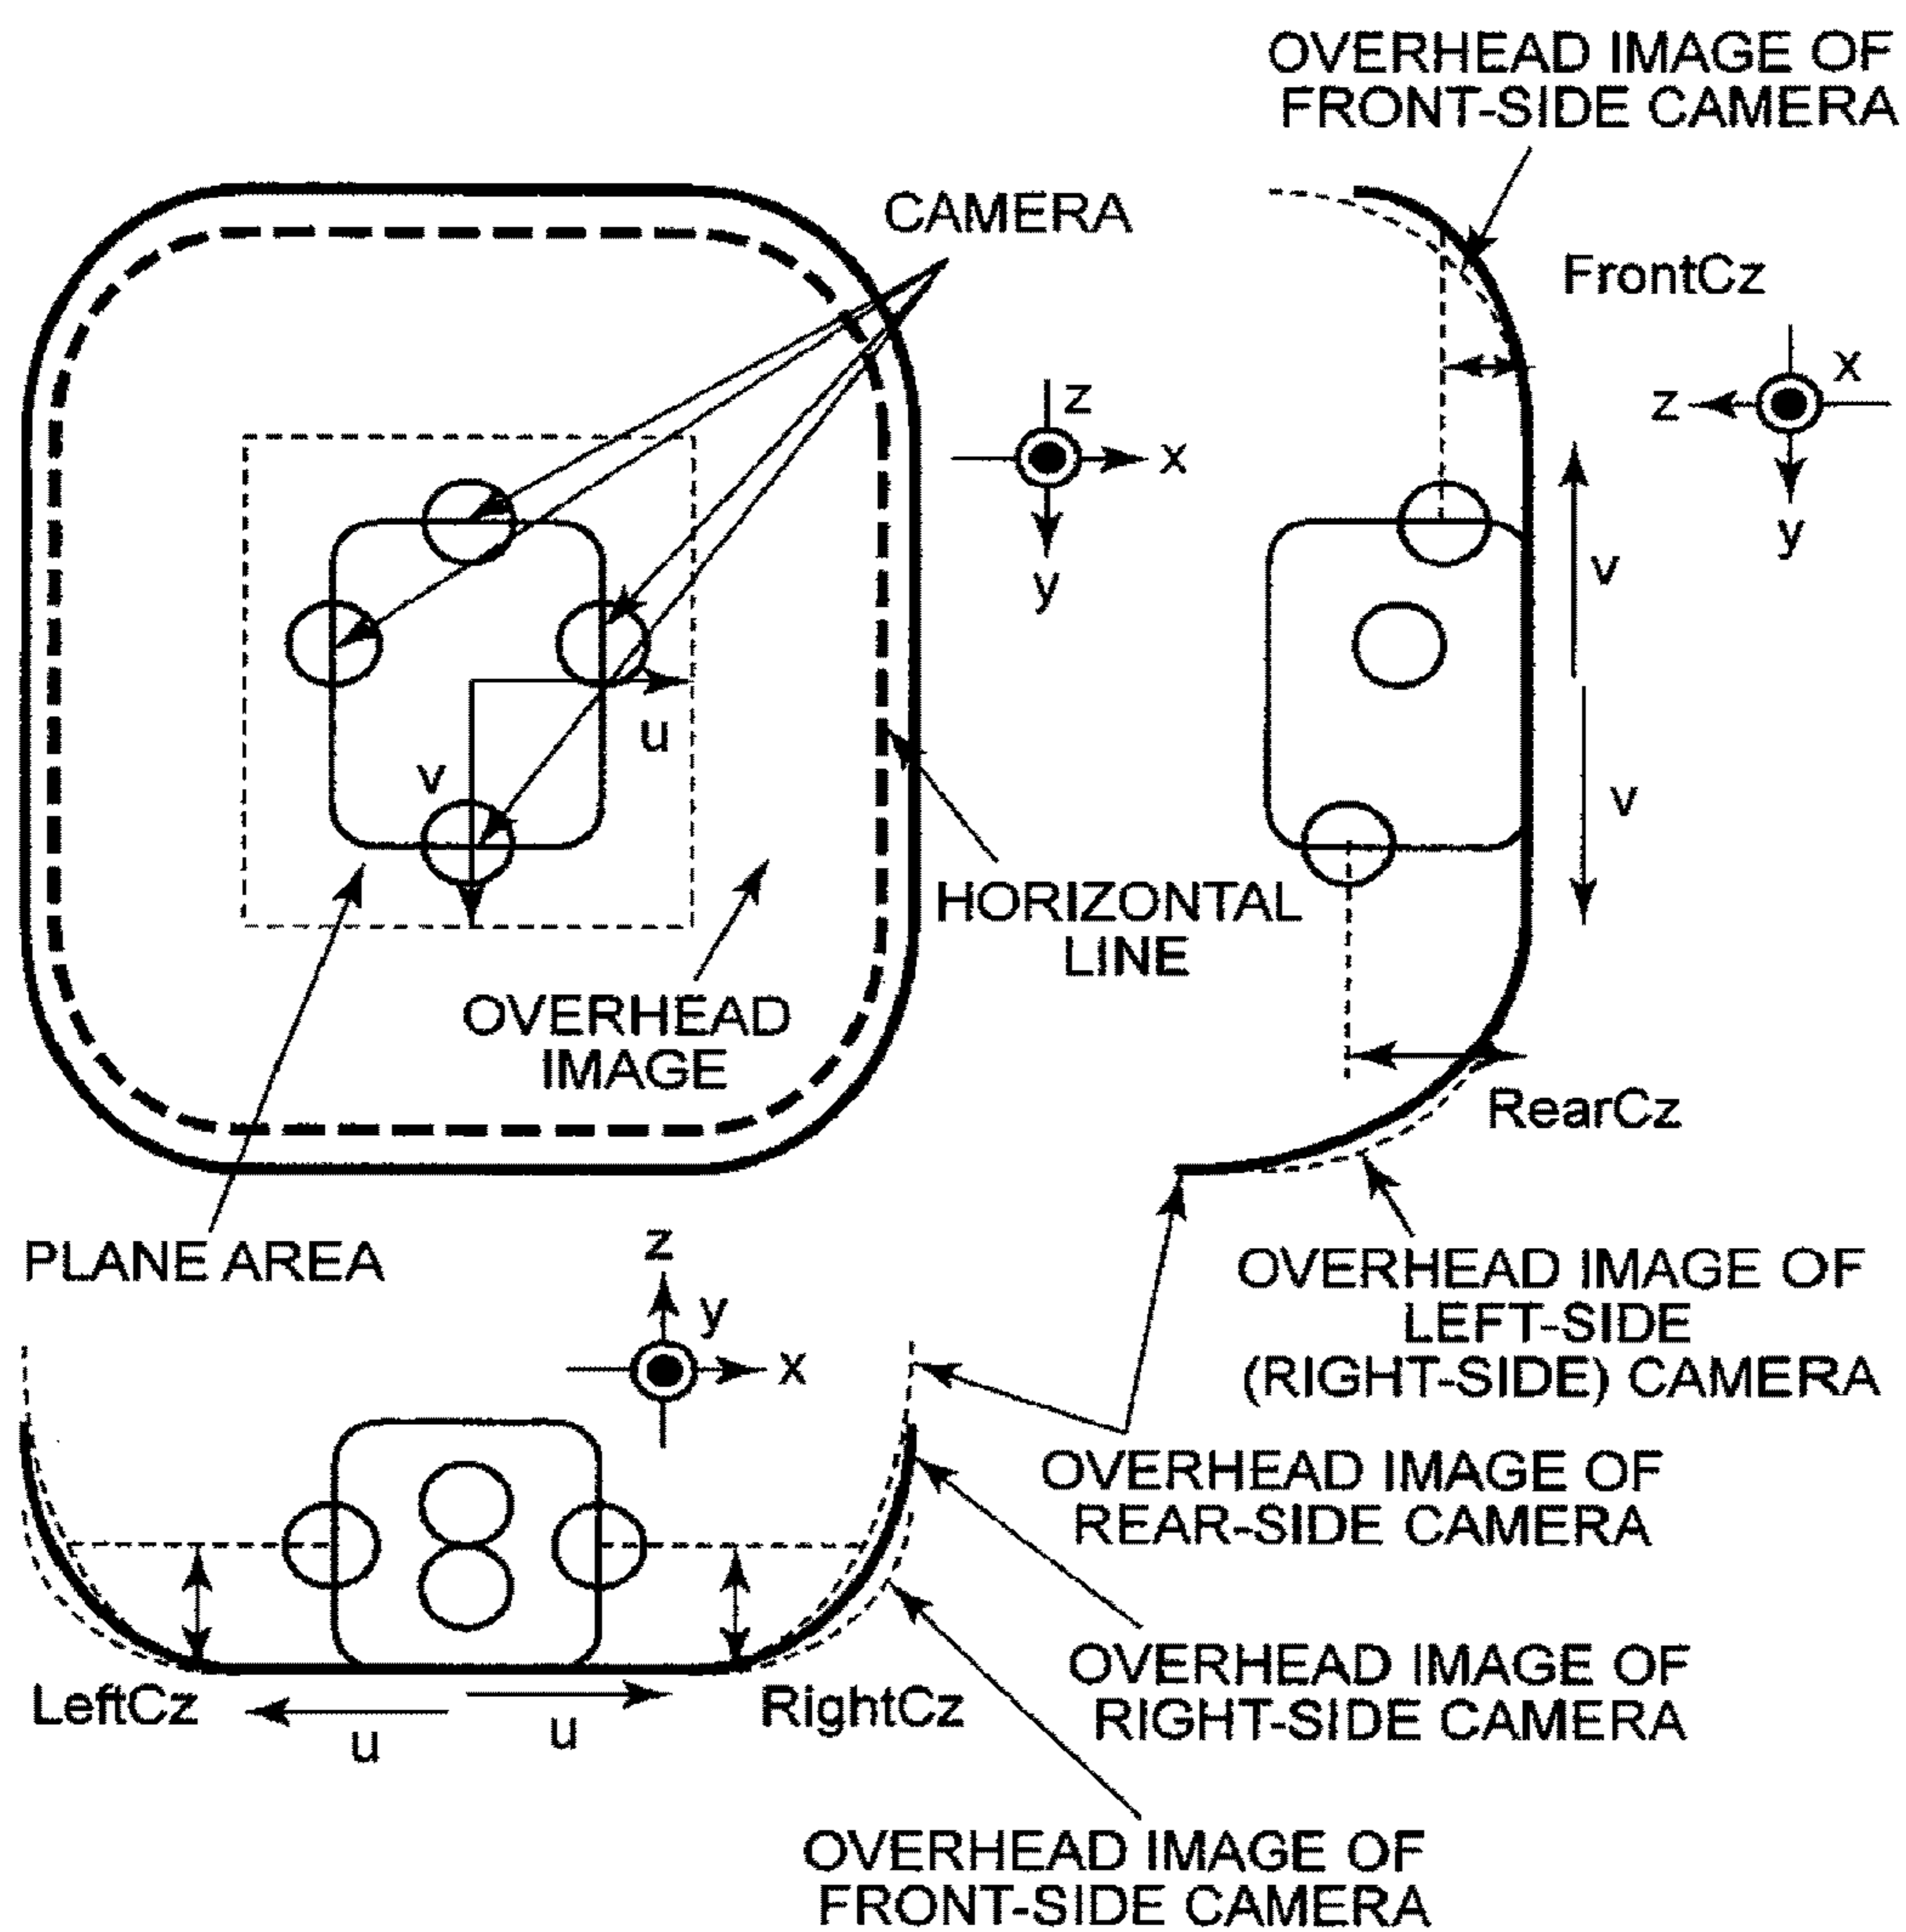 OVERHEAD IMAGE OF
FRONT-SIDE CAMERA
CAMERA
FrontCz
z
x
y
z
x
y
v
v
u
v
HORIZONTAL
LINE
OVERHEAD
IMAGE
RearCz
PLANE AREA
OVERHEAD IMAGE OF
LEFT-SIDE
(RIGHT-SIDE) CAMERA
z
y
x
OVERHEAD IMAGE OF
REAR-SIDE CAMERA
OVERHEAD IMAGE OF
RIGHT-SIDE CAMERA
LeftCz
u
u
RightCz
OVERHEAD IMAGE OF
FRONT-SIDE CAMERA